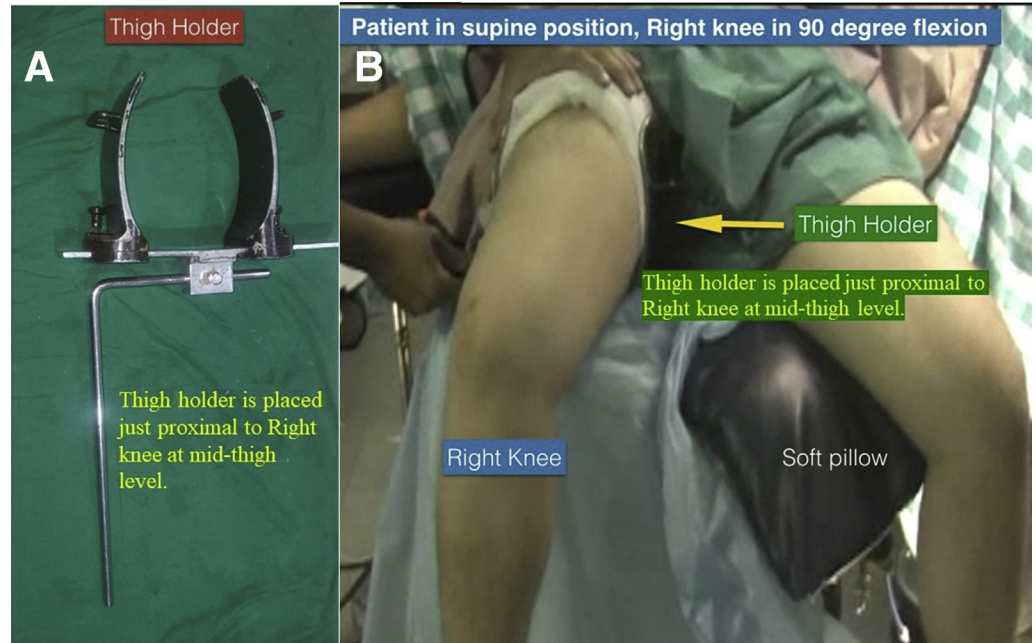 Thigh Holder
A
Thigh holder is placed
just proximal to Right
knee at mid-thigh
level.
Patient in supine position, Right knee in 90 degree flexion
B
Thigh Holder
Thigh holder is placed just proximal to
Right knee at mid-thigh level.
Right Knee
Soft pillow